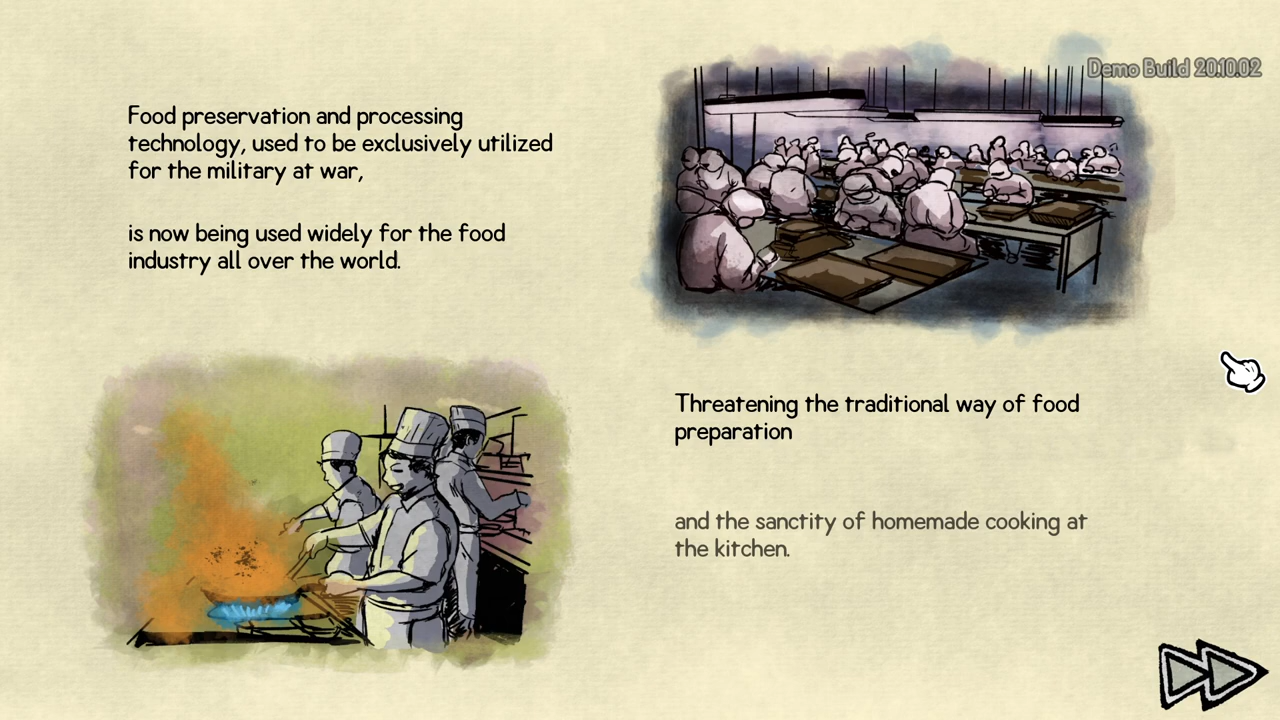 Demo Build 20.10.02
Food preservation and processing
technology, used to be exclusively utilized
for the military at war,
is now being used widely for the food
industry all over the world.
Threatening the traditional way of food
preparation
and the sanctity of homemade cooking at
the kitchen.